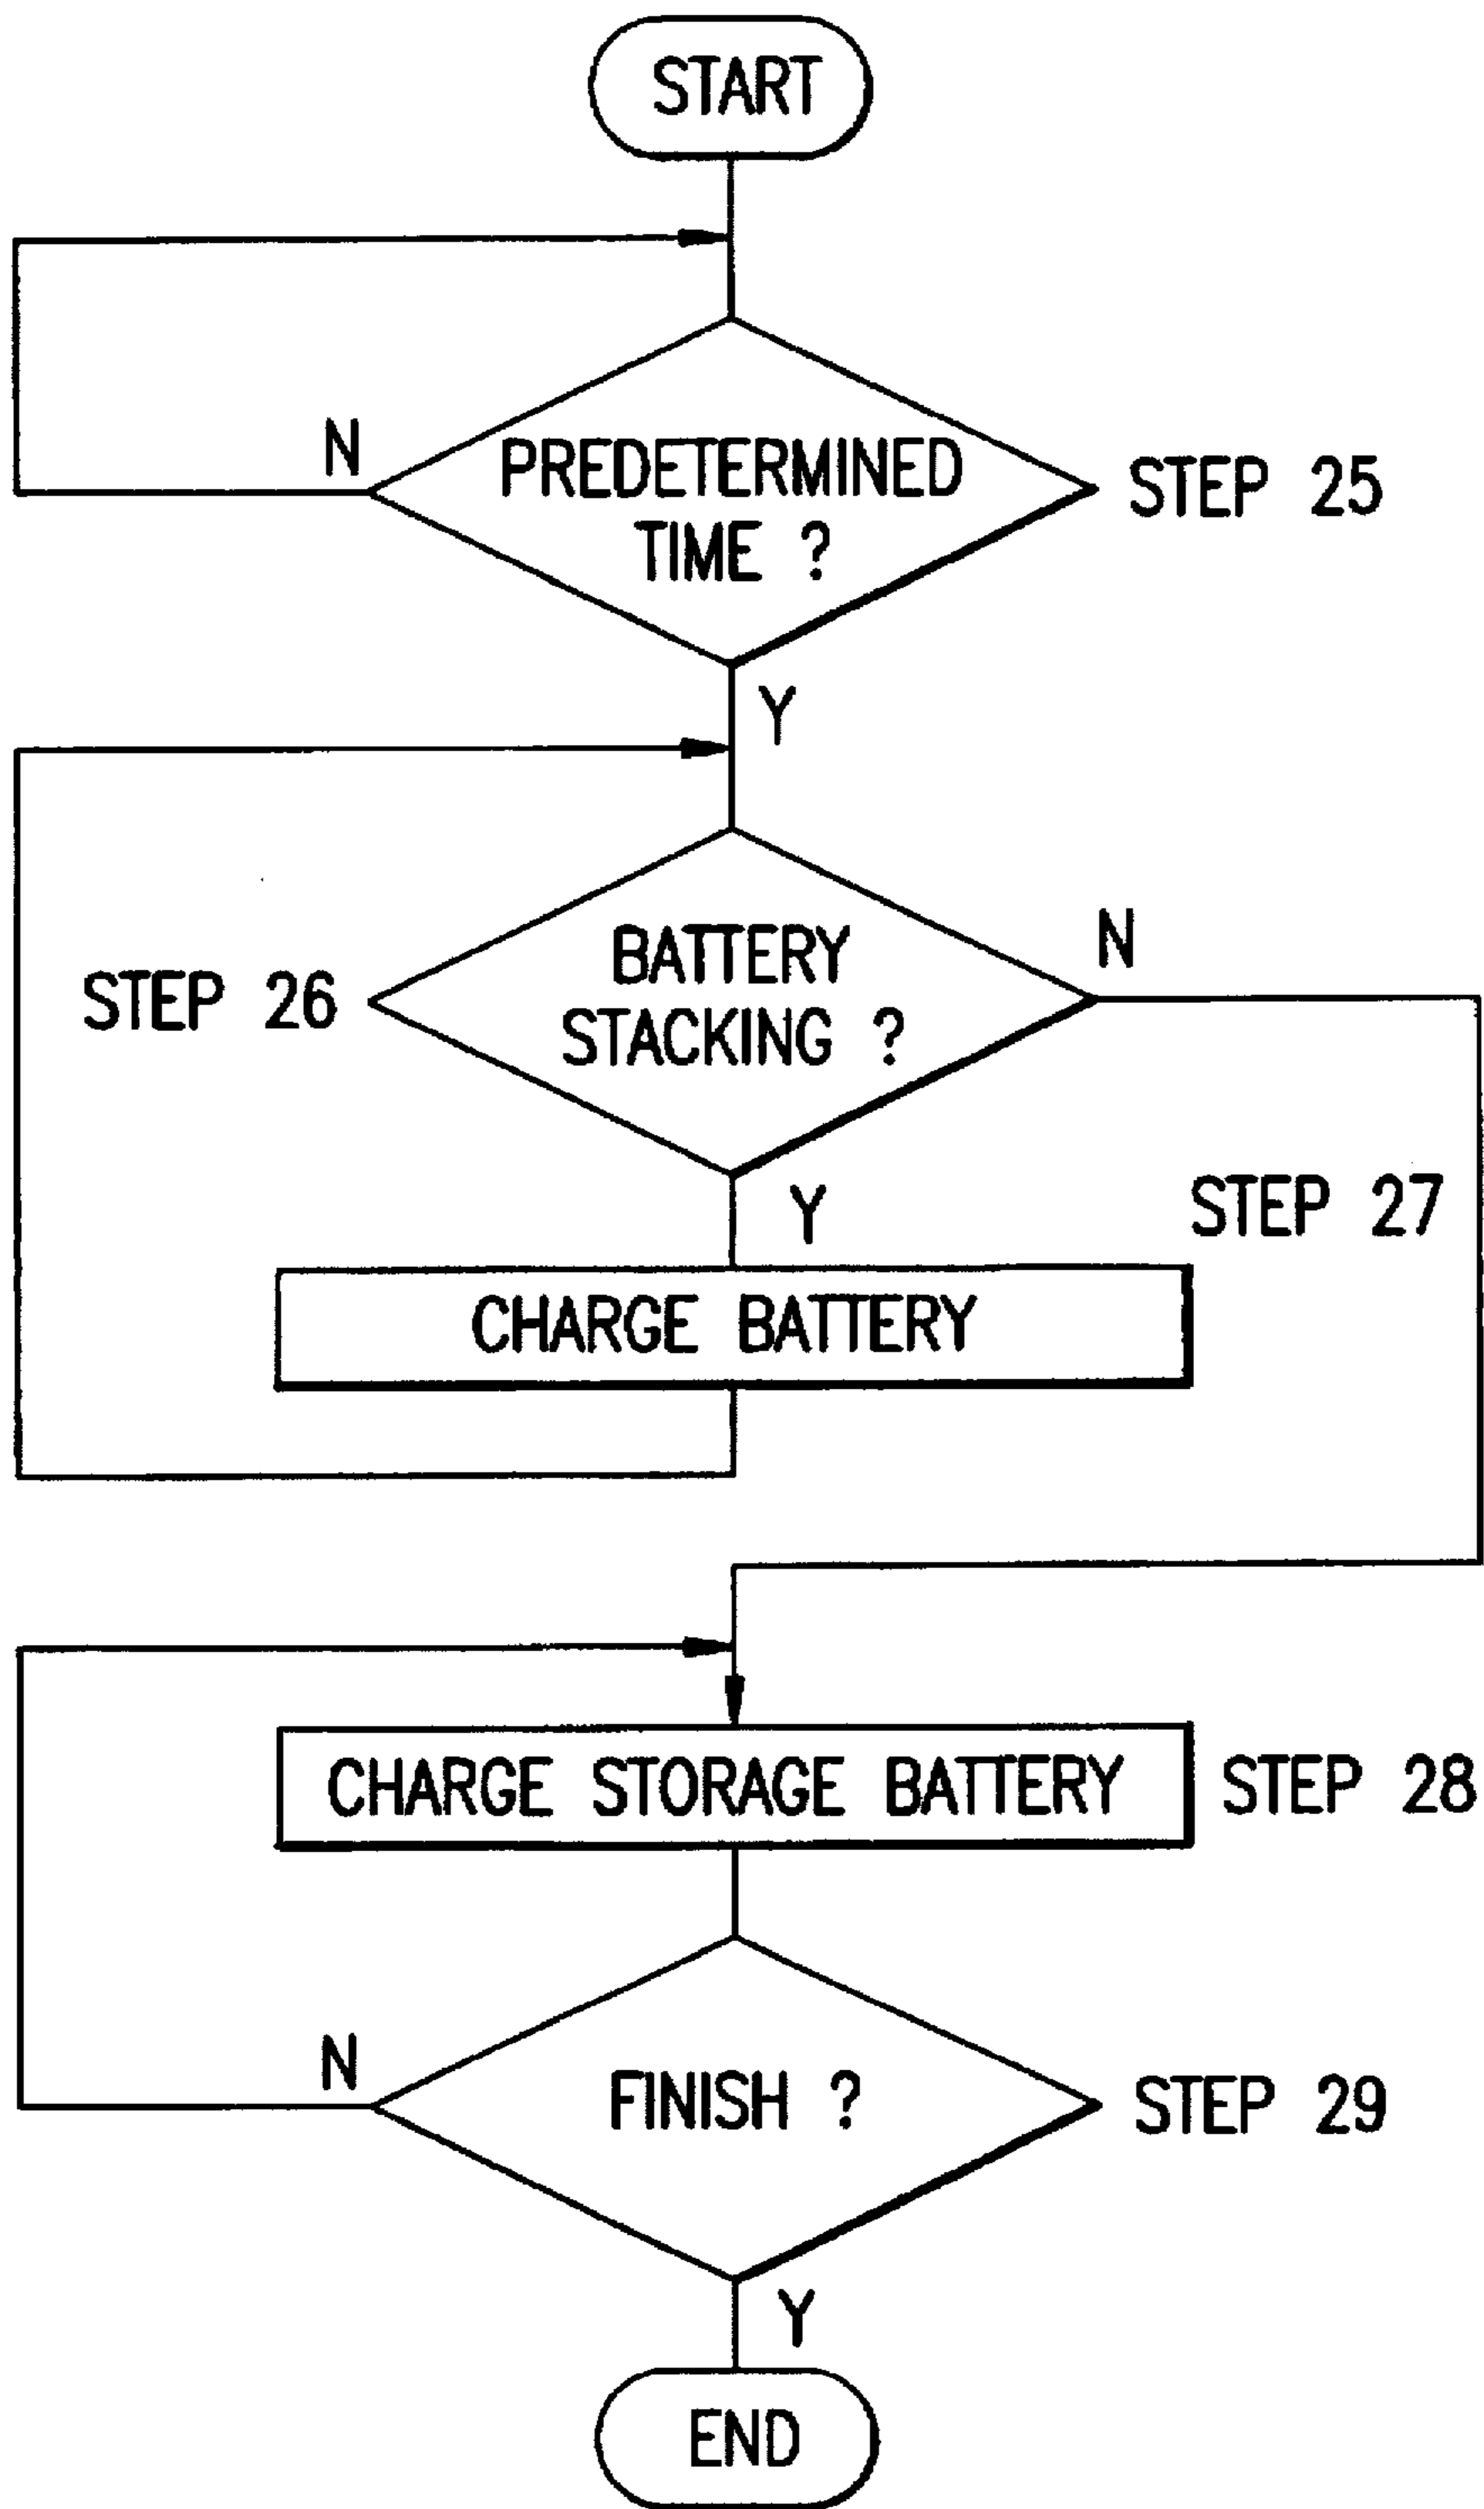 START
N
PREDETERMINED
TIME ?
STEP 25
Y
BATTERY
STACKING ?
N
STEP 26
Y
STEP 27
CHARGE BATTERY
CHARGE STORAGE BATTERY
STEP 28
N
FINISH ?
STEP 29
Y
END